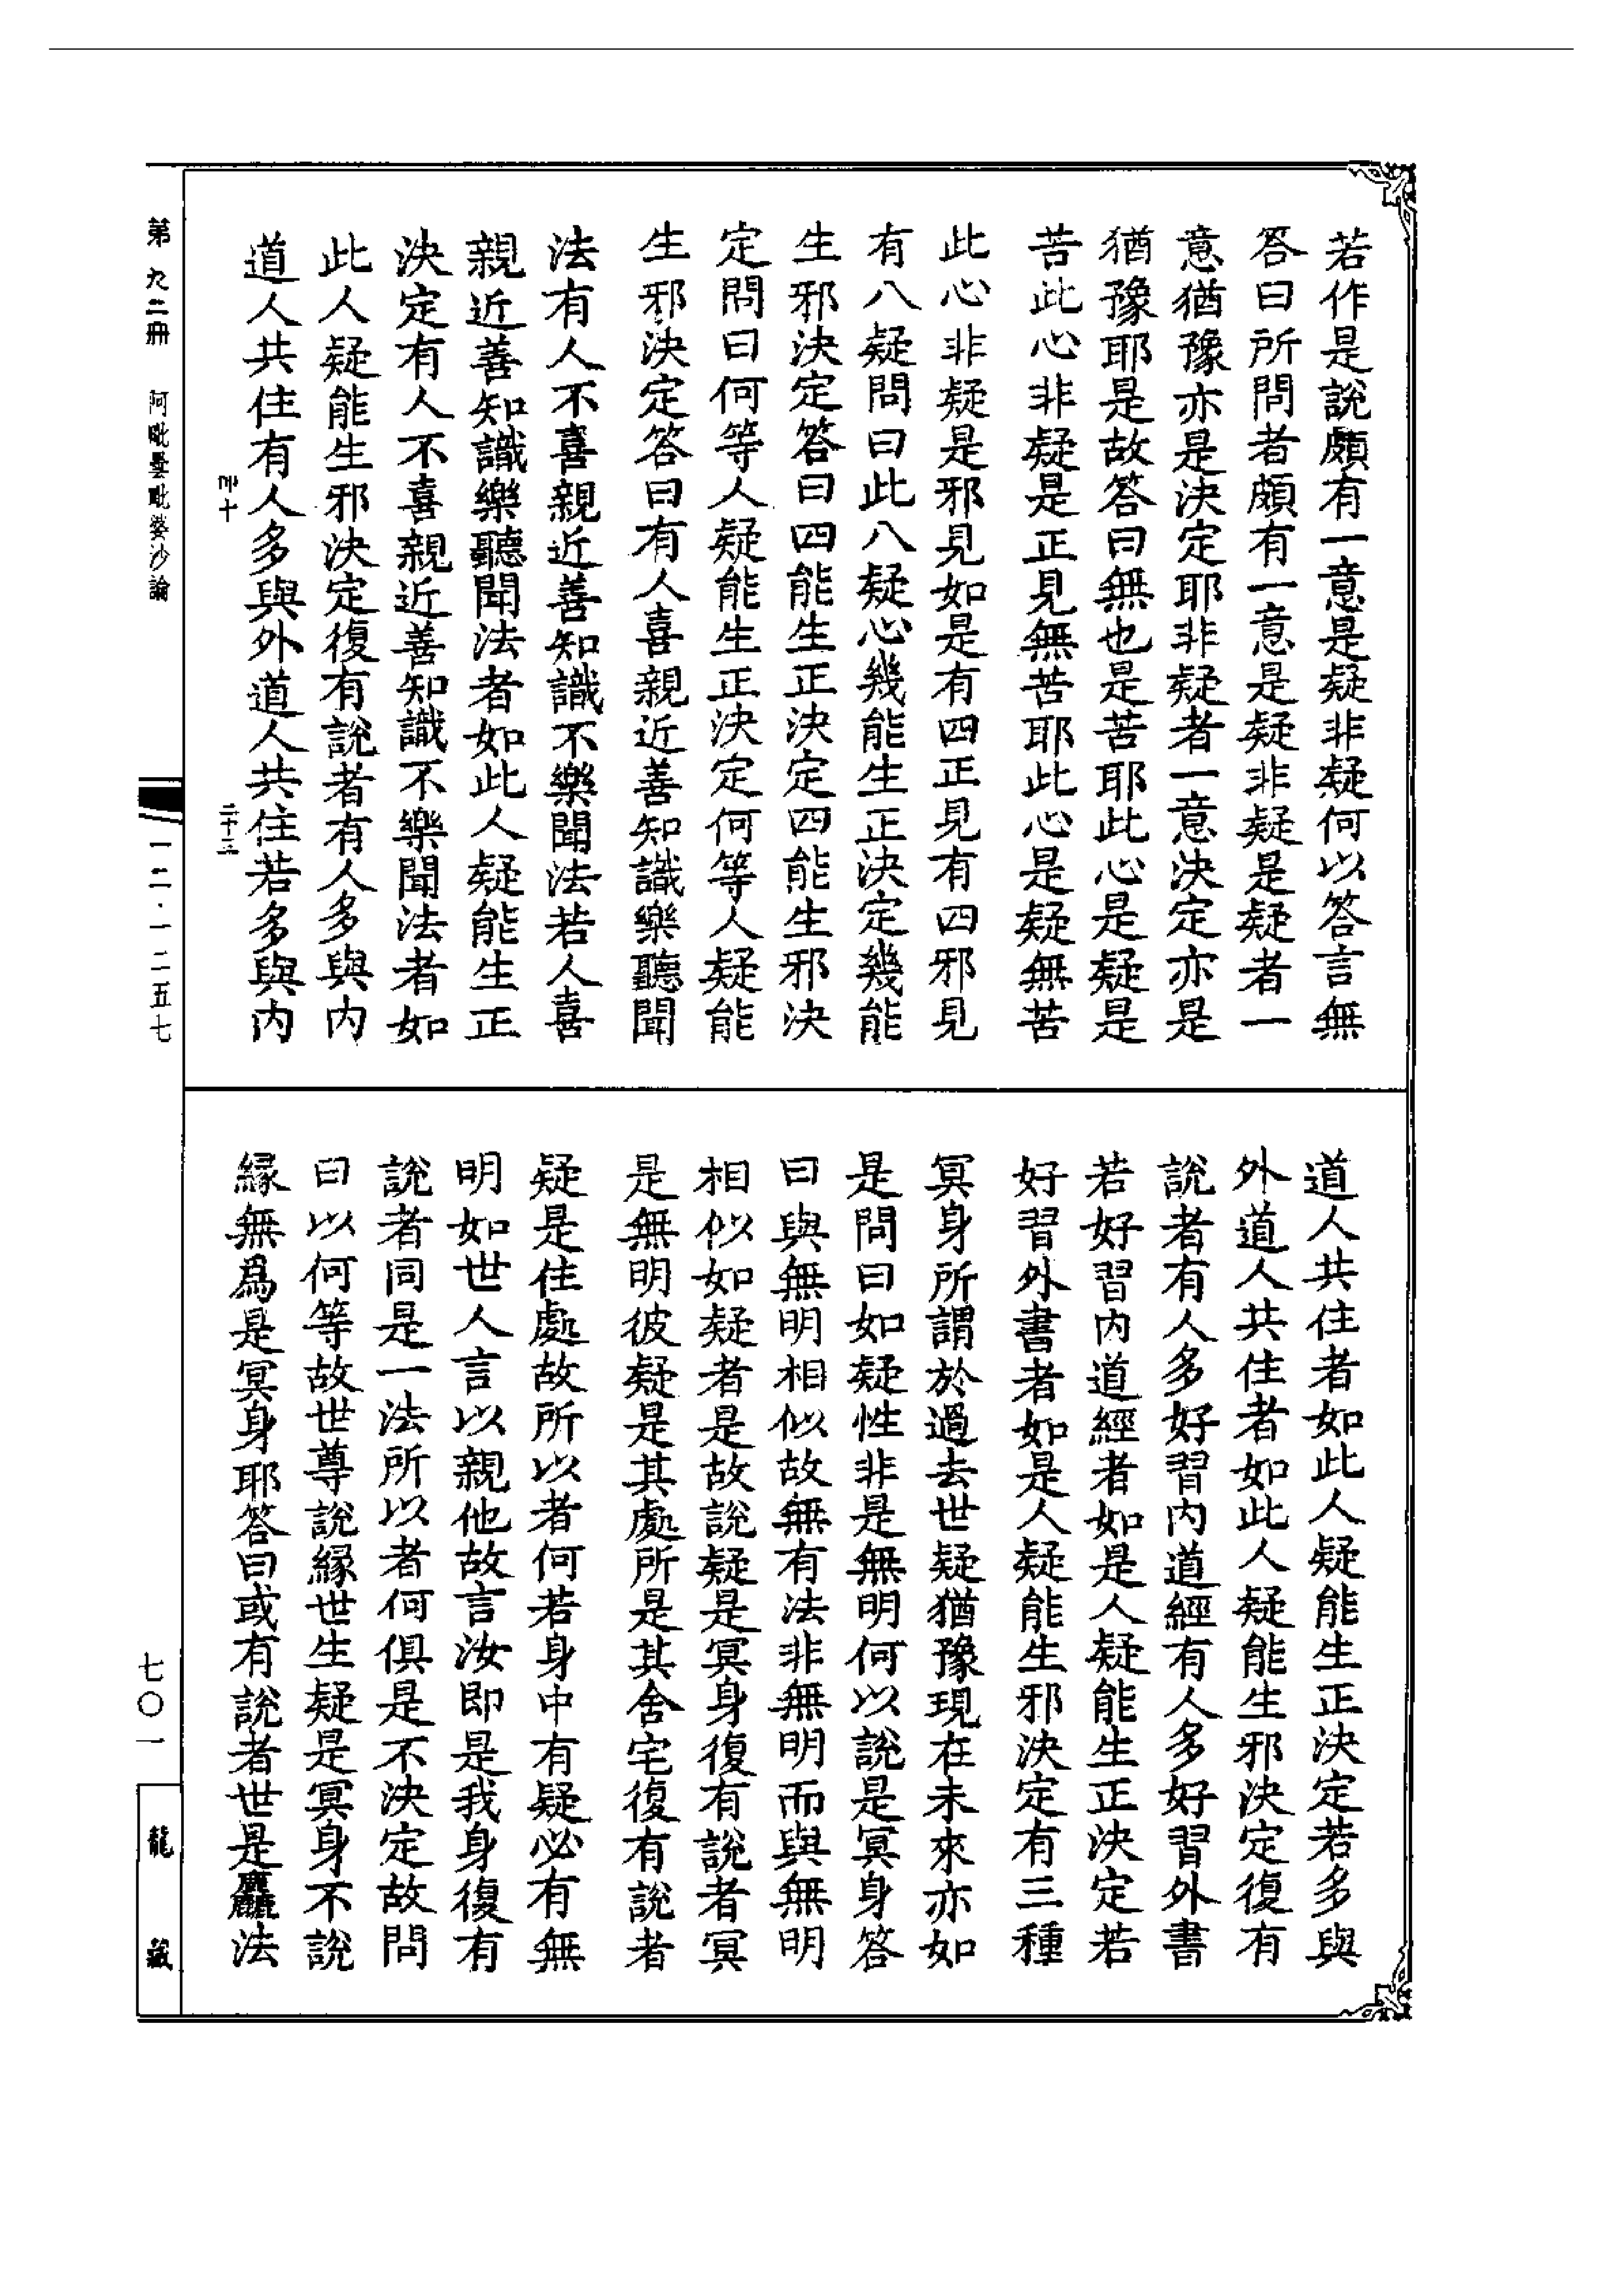 若作是說頗有一意是疑非疑何以答言無
答曰所問者頗有一意是疑非疑是疑者一
意猶豫亦是決定耶非疑者一意決定亦是
猶豫耶是故答曰無也是苦耶此心是疑是
苦此心非疑是正見無苦耶此心是疑無苦
此心非疑是邪見如是有四正見有四邪見
有八疑問曰此八疑心幾能生正決定幾能
生邪決定答曰四能生正決定四能生邪決
定問曰何等人疑能生正決定何等人疑能
生邪決定答曰有人喜親近善知識樂聽聞
法有人不喜親近善知識不樂聞法若人喜
親近善知識樂聽聞法者如此人疑能生正
決定有人不喜親近善知識不樂聞法者如
此人疑能生邪決定復有說者有人多與內
道人共住有人多與外道人共住若多與內
道人共住者如此人疑能生正決定若多與
外道人共住者如此人疑能生邪決定復有
說者有人多好習內道經有人多好習外書
若好習內道經者如是人疑能生正決定若
好習外書者如是人疑能生邪決定有三種
冥身所謂於過去世疑猶豫現在未來亦如
是問曰如疑性非是無明何以說是冥身答
曰與無明相似故無有法非無明而與無明
相似如疑者是故說疑是冥身復有說者冥
是無明彼疑是其處所是其舍宅復有說者
疑是住處故所以者何若身中有疑必有無
明如世人言以親他故言汝即是我身復有
說者同是一法所以者何俱是不決定故問
曰以何等故世尊說緣世生疑是冥身不說
緣無為是冥身耶答曰或有說者世是麤法
第九二冊　阿毗曇毗婆沙論
一二·一二五七
七〇一
龍藏
十
二十三